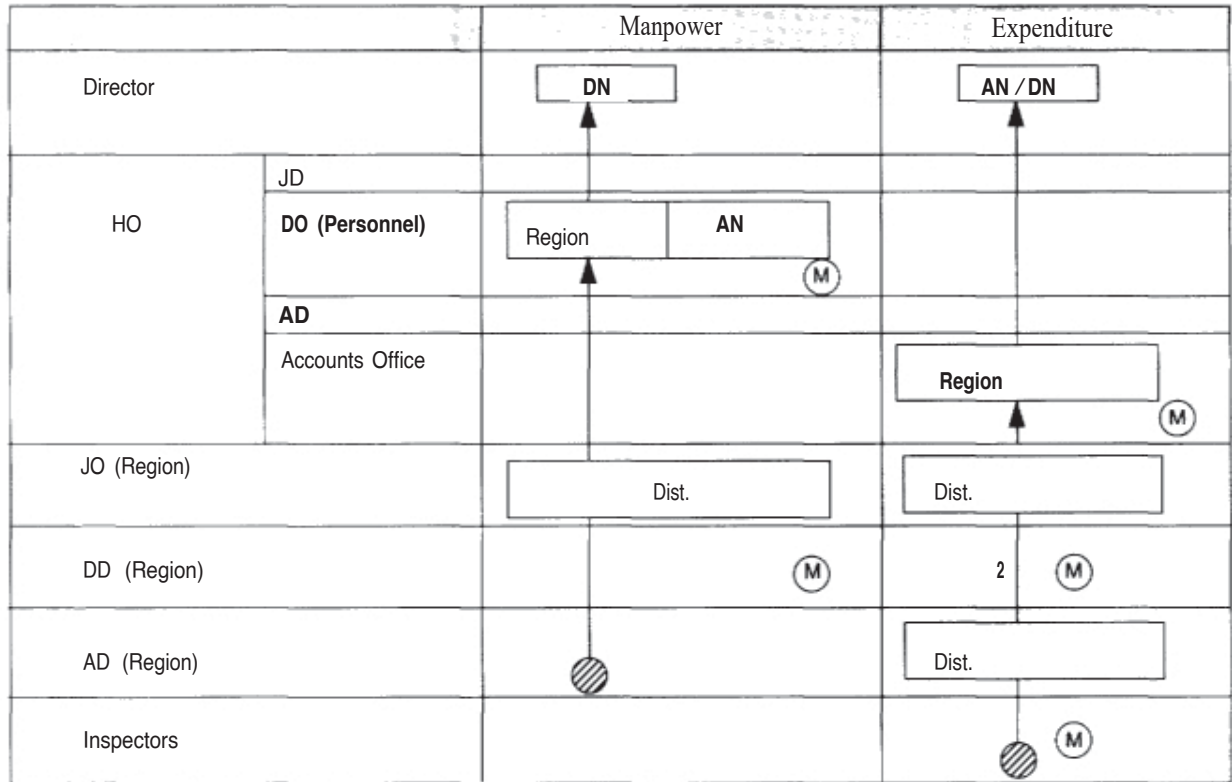 Manpower Expenditure
Director DN AN / DN
JD
HO DO (Personnel) Region AN
M
AD
Accounts Office Region
M
JO (Region) Dist. Dist.
DD (Region) M 2 M
AD (Region) Dist.
Inspectors M